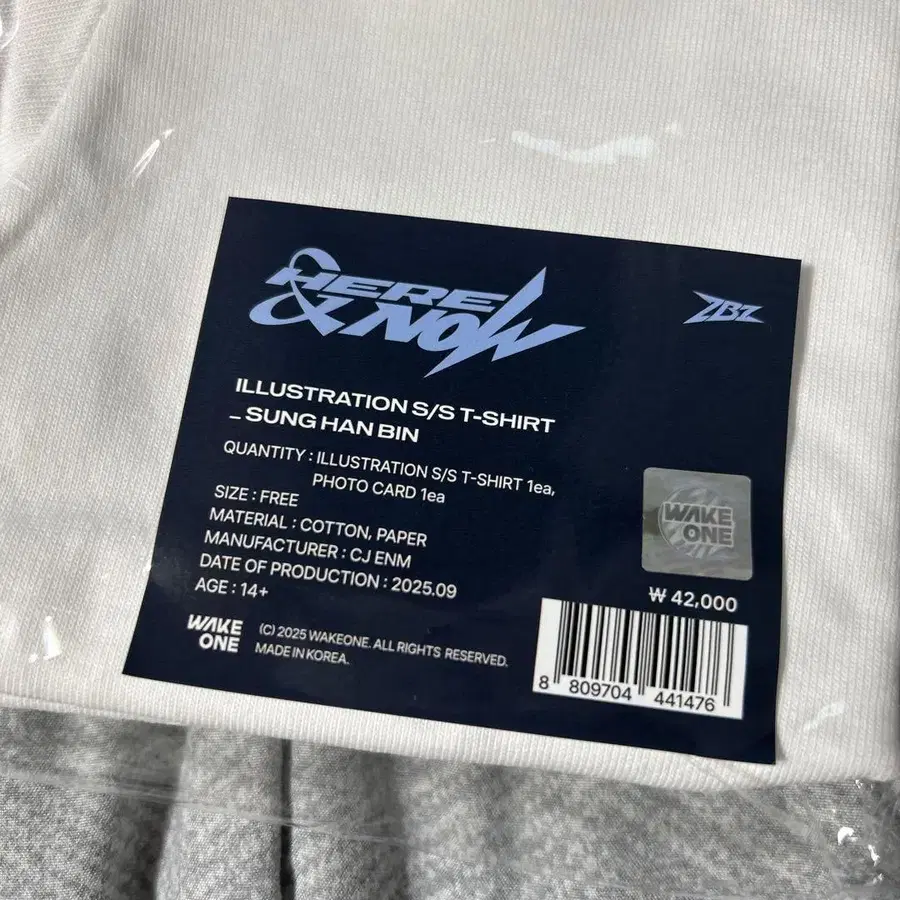 HERE
& NOW
ZB1
ILLUSTRATION S/S T-SHIRT
– SUNG HAN BIN
QUANTITY : ILLUSTRATION S/S T-SHIRT 1ea,
PHOTO CARD 1ea
SIZE : FREE
MATERIAL : COTTON, PAPER
MANUFACTURER : CJ ENM
DATE OF PRODUCTION : 2025.09
AGE : 14+
WAKE
ONE
(C) 2025 WAKEONE. ALL RIGHTS RESERVED.
MADE IN KOREA.
WAKE
ONE
₩ 42,000
8 809704 441476